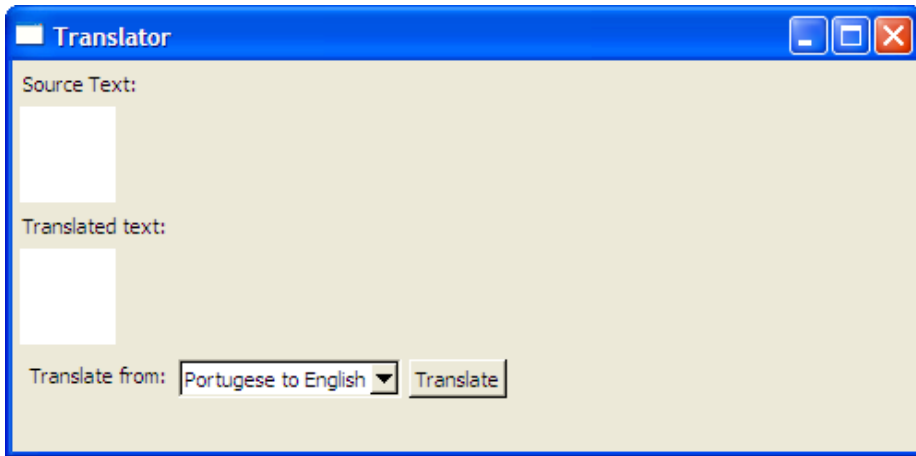 Translator
Source Text:
Translated text:
Translate from: Portugese to English Translate